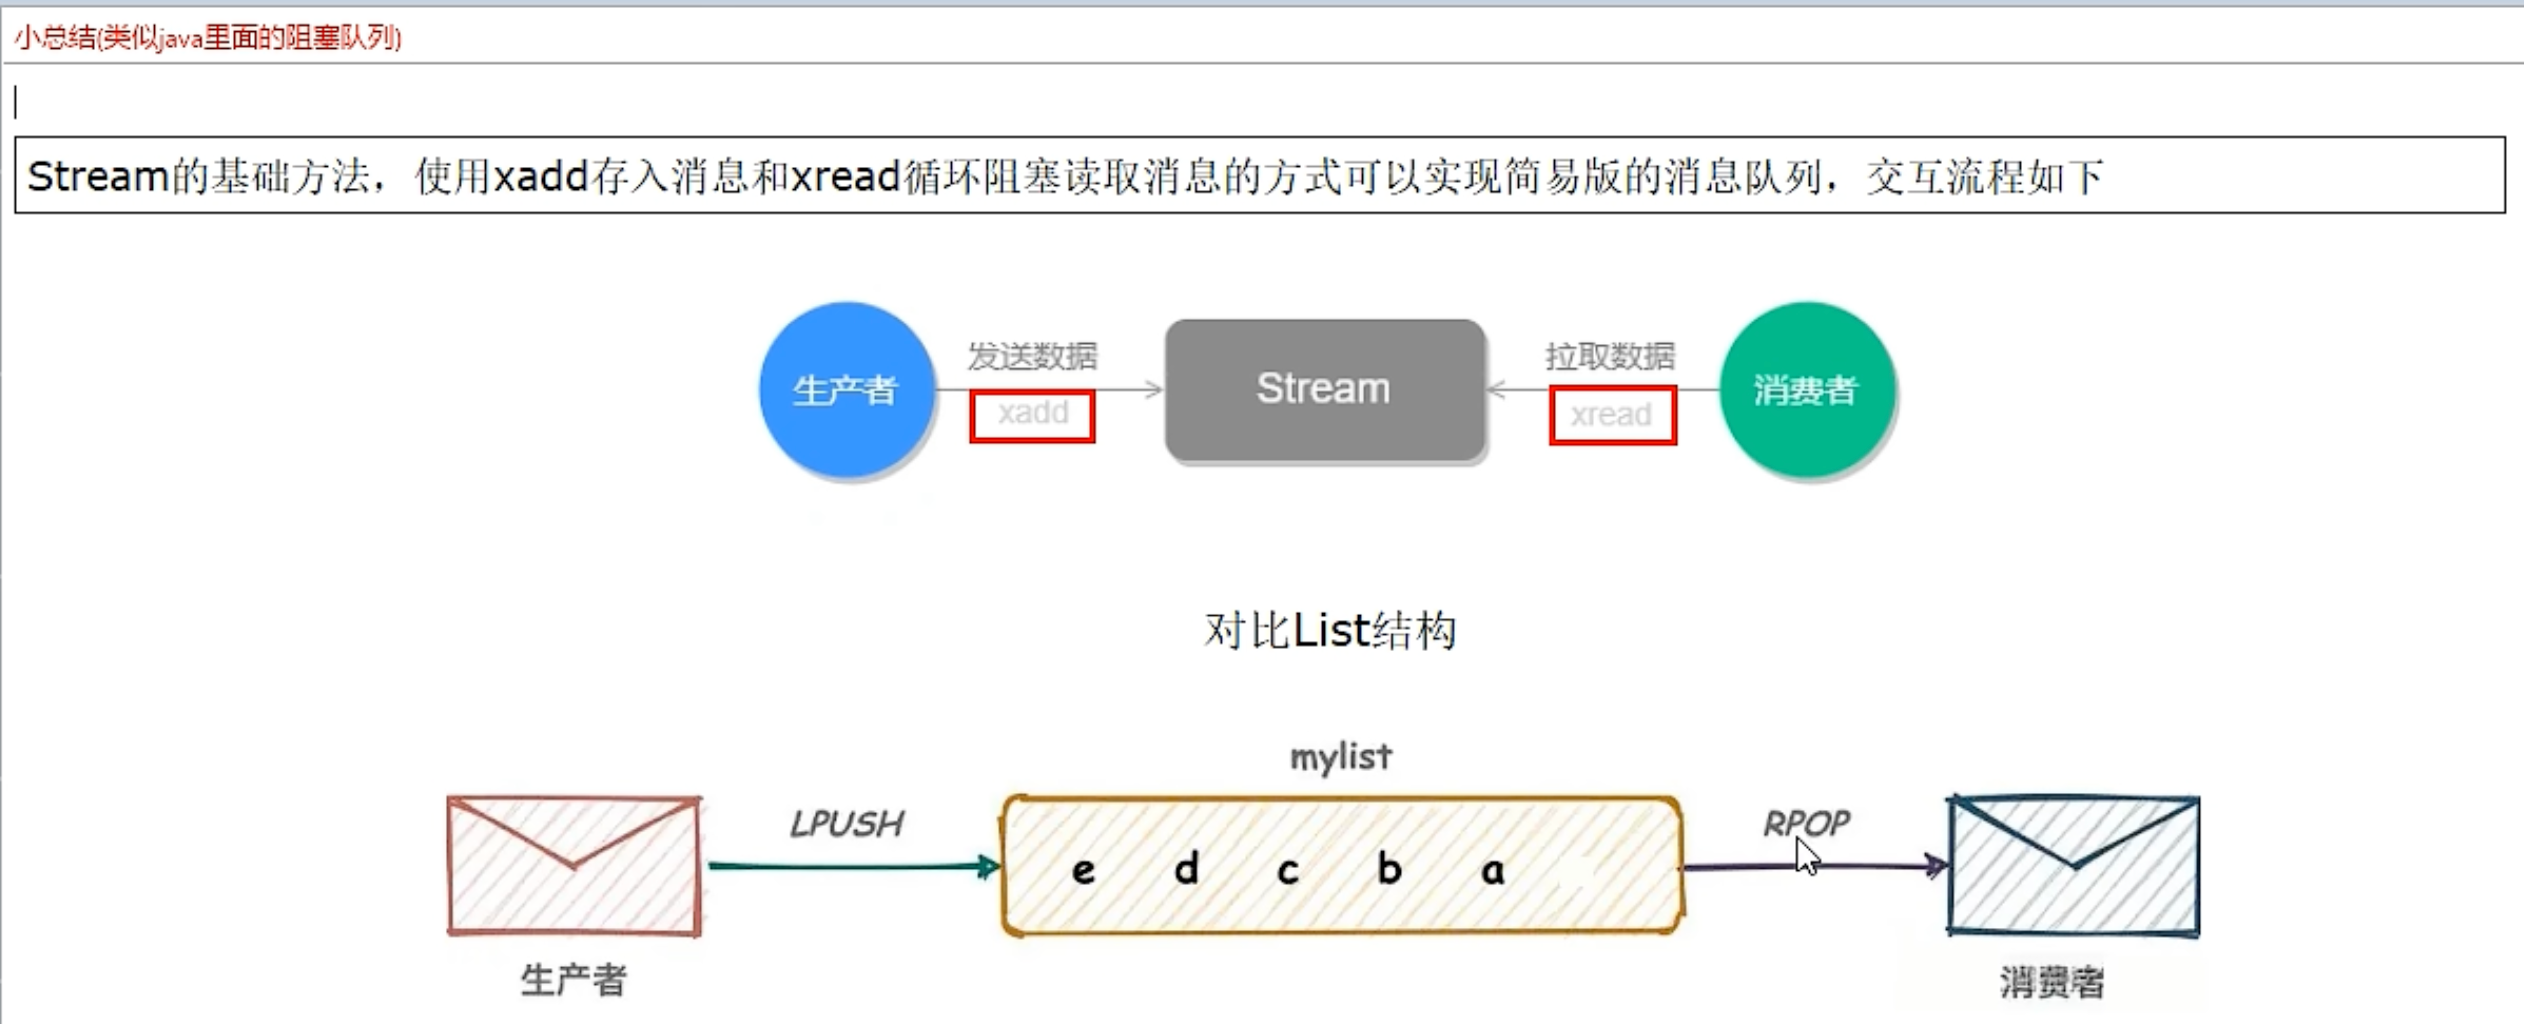 小总结(类似java里面的阻塞队列)
Stream的基础方法，使用xadd存入消息和xread循环阻塞读取消息的方式可以实现简易版的消息队列，交互流程如下
生产者
发送数据
xadd
Stream
拉取数据
xread
消费者
对比List结构
mylist
LPUSH
e d c b a
RPOP
生产者
消费者